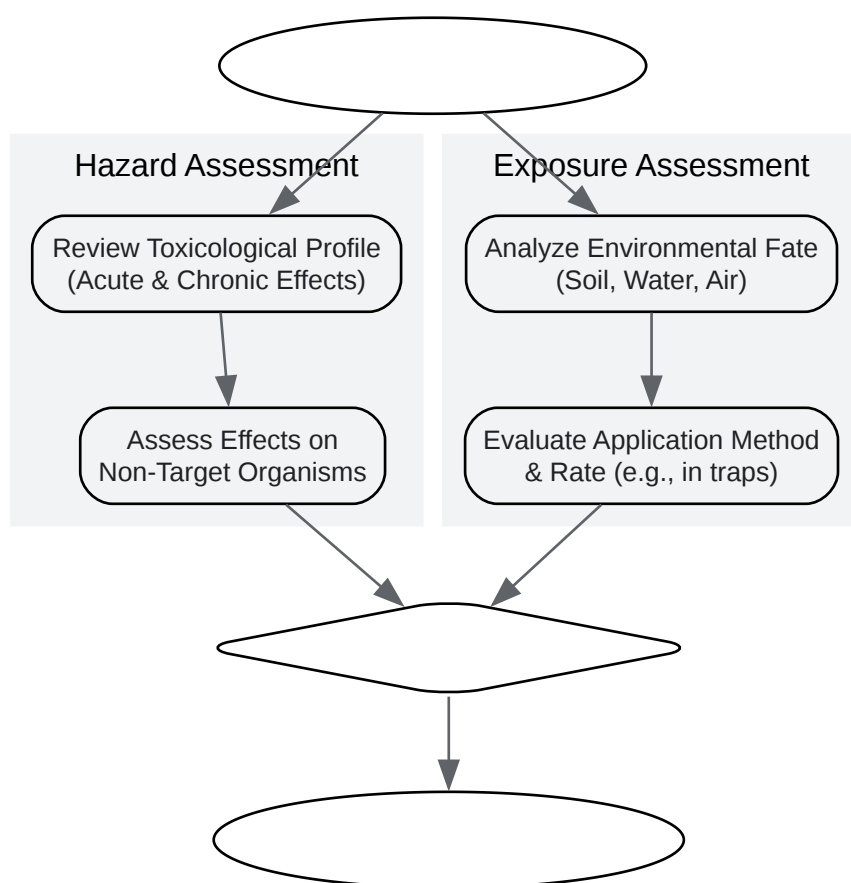 Hazard Assessment
Exposure Assessment
Review Toxicological Profile
(Acute & Chronic Effects)
Analyze Environmental Fate
(Soil, Water, Air)
Assess Effects on
Non-Target Organisms
Evaluate Application Method
& Rate (e.g., in traps)